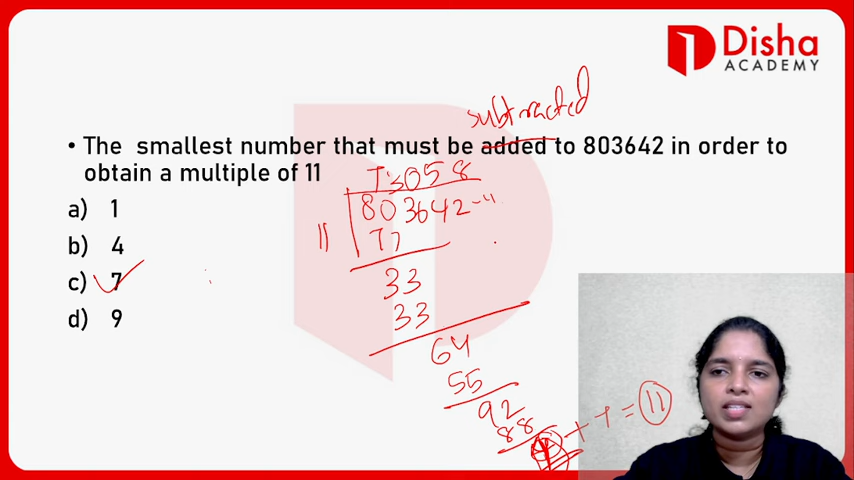 Disha
ACADEMY
subtracted
• The smallest number that must be added to 803642 in order to
obtain a multiple of 11
73058
a) 1
11 803642
b) 4
77
c) 7
33
d) 9
33
64
55
92
88
4 + 7 = 11